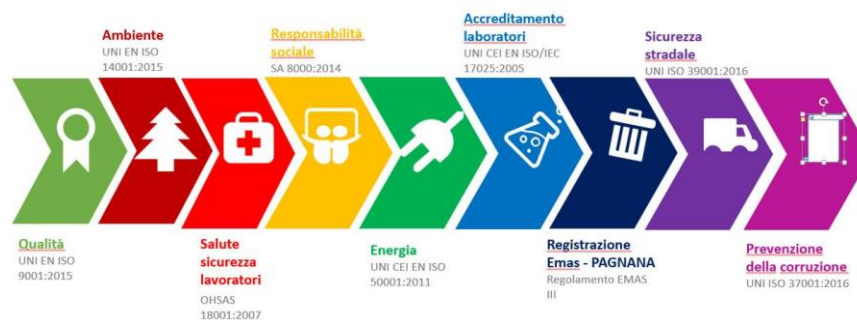 Ambiente
UNI EN ISO
14001:2015
Responsabilità
sociale
SA 8000:2014
Accreditamento
laboratori
UNI CEI EN ISO/IEC
17025:2005
Sicurezza
stradale
UNI ISO 39001:2016
Qualità
UNI EN ISO
9001:2015
Salute
sicurezza
lavoratori
OHSAS
18001:2007
Energia
UNI CEI EN ISO
50001:2011
Registrazione
Emas - PAGNANA
Regolamento EMAS
III
Prevenzione
della corruzione
UNI ISO 37001:2016